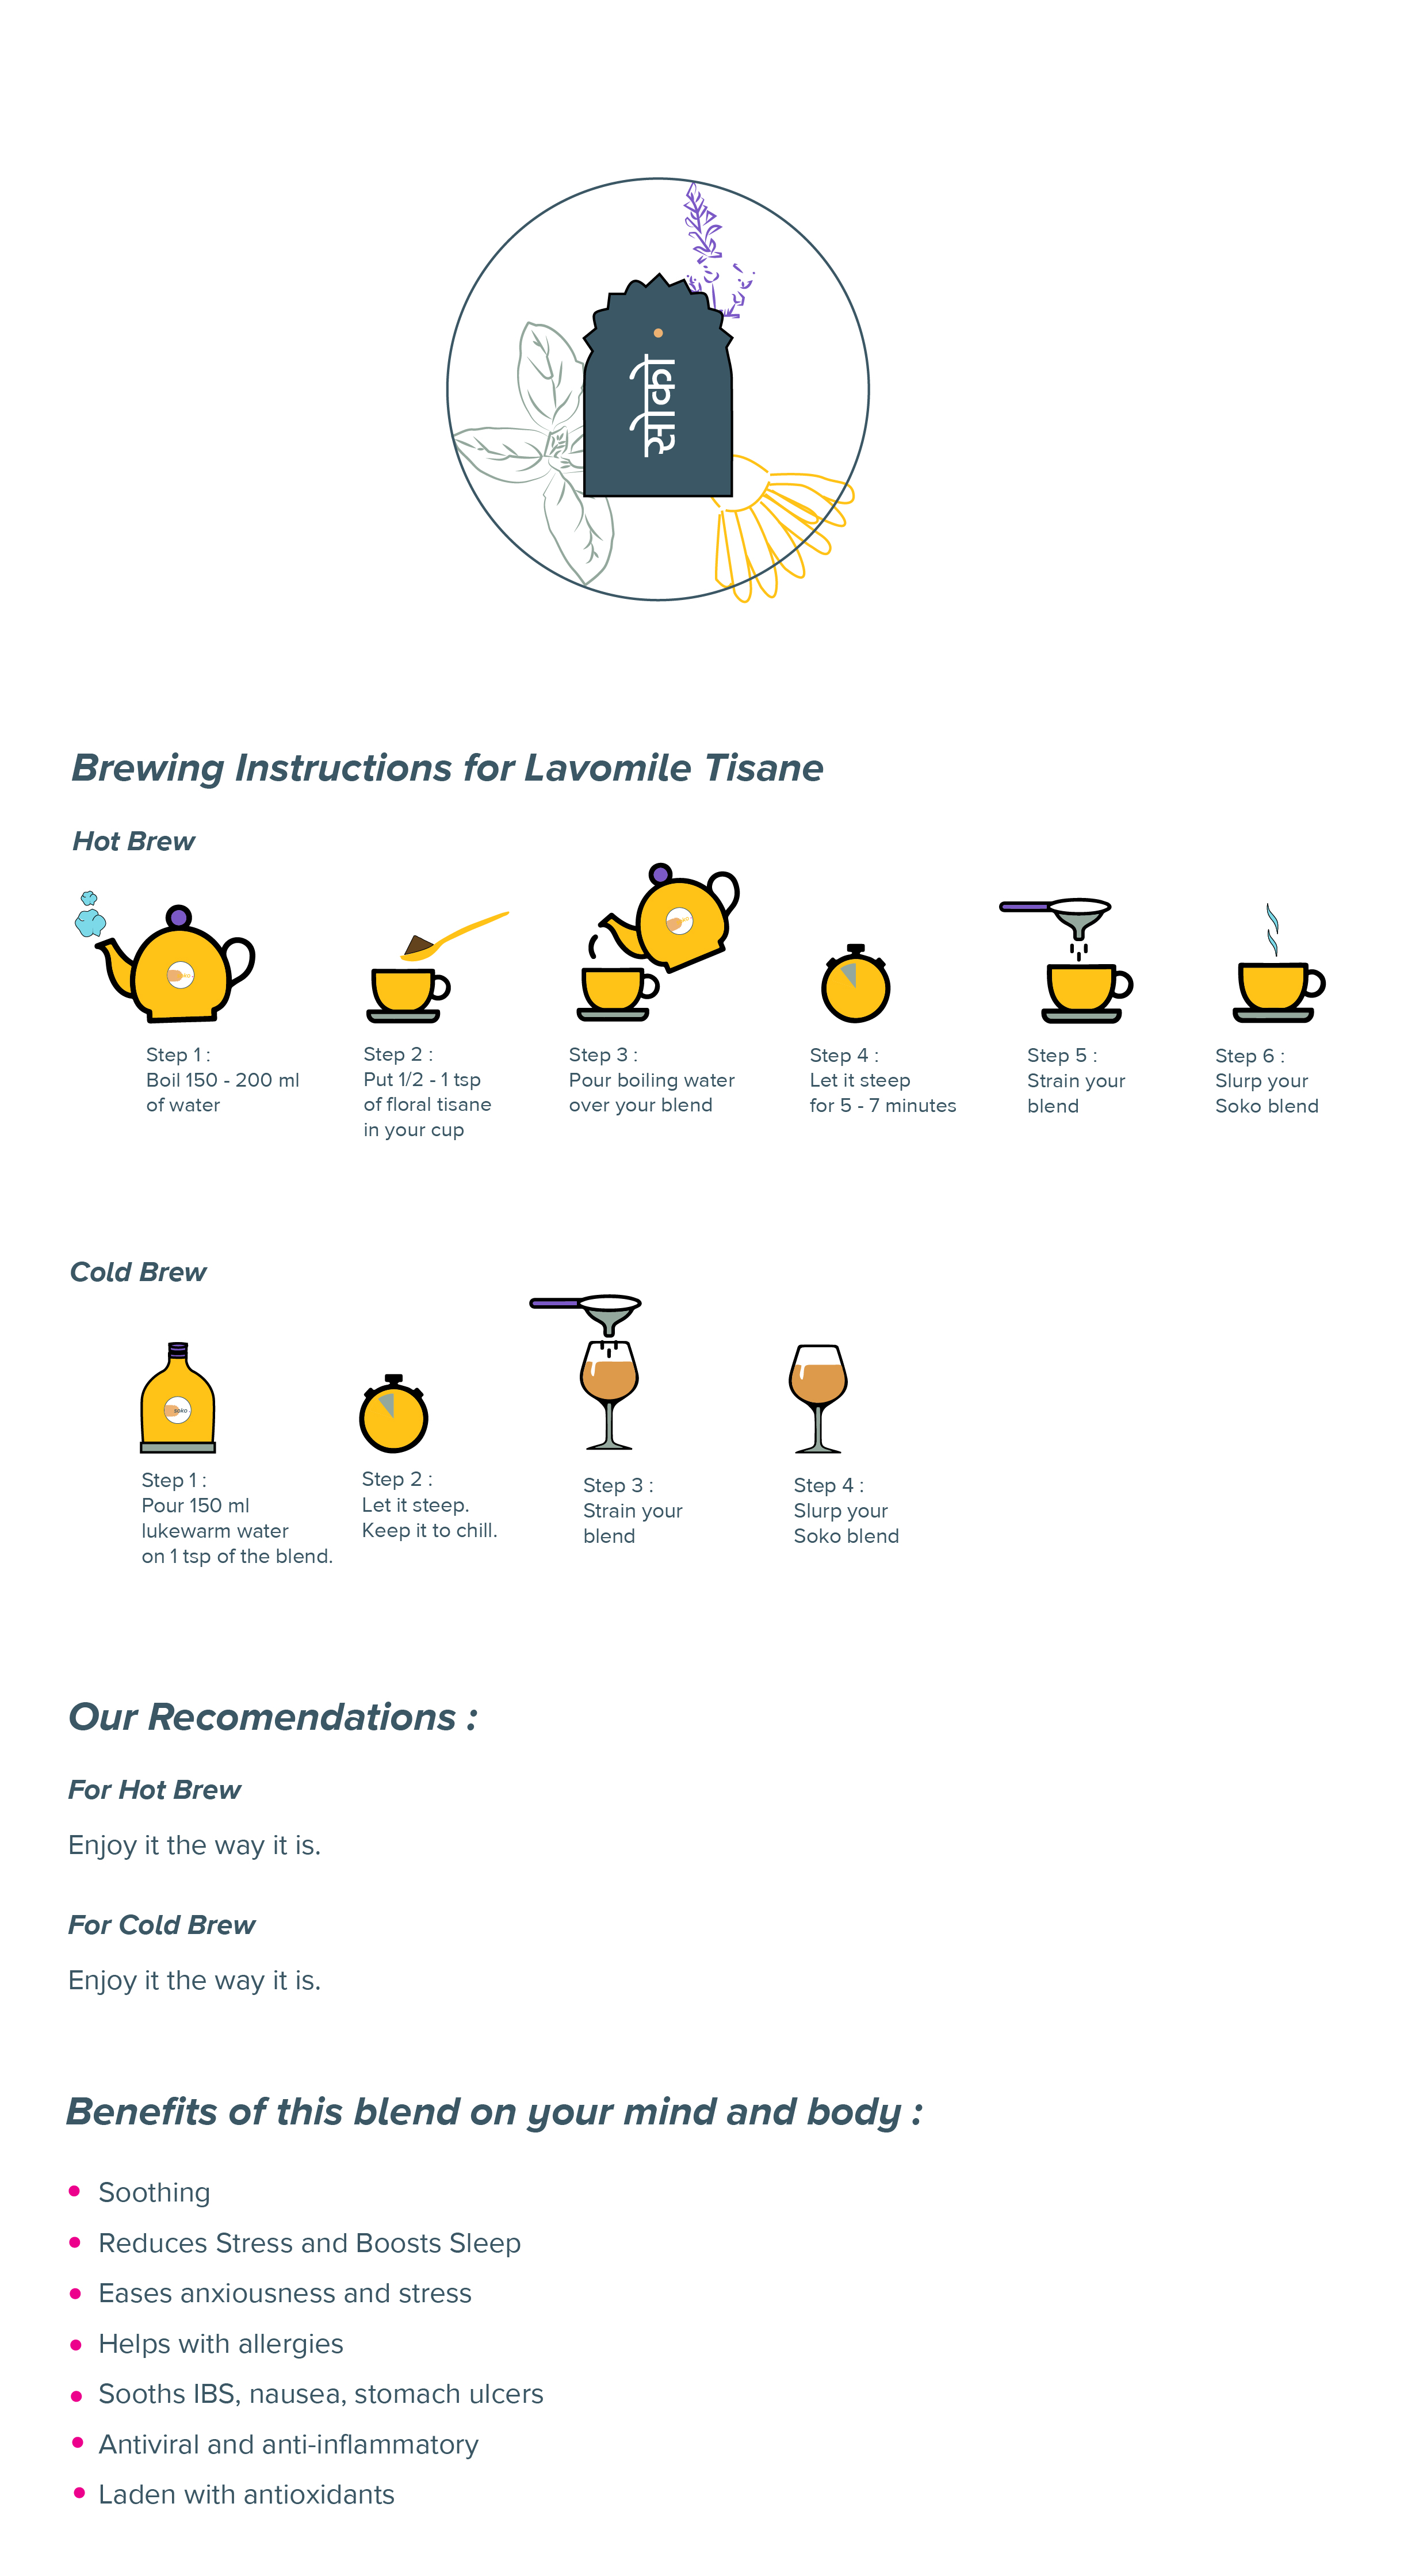 सोको
Brewing Instructions for Lavomile Tisane
Hot Brew
Step 1 :
Boil 150 - 200 ml
of water
Step 2 :
Put 1/2 - 1 tsp
of floral tisane
in your cup
Step 3 :
Pour boiling water
over your blend
Step 4 :
Let it steep
for 5 - 7 minutes
Step 5 :
Strain your
blend
Step 6 :
Slurp your
Soko blend
Cold Brew
soko
Step 1 :
Pour 150 ml
lukewarm water
on 1 tsp of the blend.
Step 2 :
Let it steep.
Keep it to chill.
Step 3 :
Strain your
blend
Step 4 :
Slurp your
Soko blend
Our Recomendations :
For Hot Brew
Enjoy it the way it is.
For Cold Brew
Enjoy it the way it is.
Benefits of this blend on your mind and body :
Soothing
Reduces Stress and Boosts Sleep
Eases anxiousness and stress
Helps with allergies
Sooths IBS, nausea, stomach ulcers
Antiviral and anti-inflammatory
Laden with antioxidants